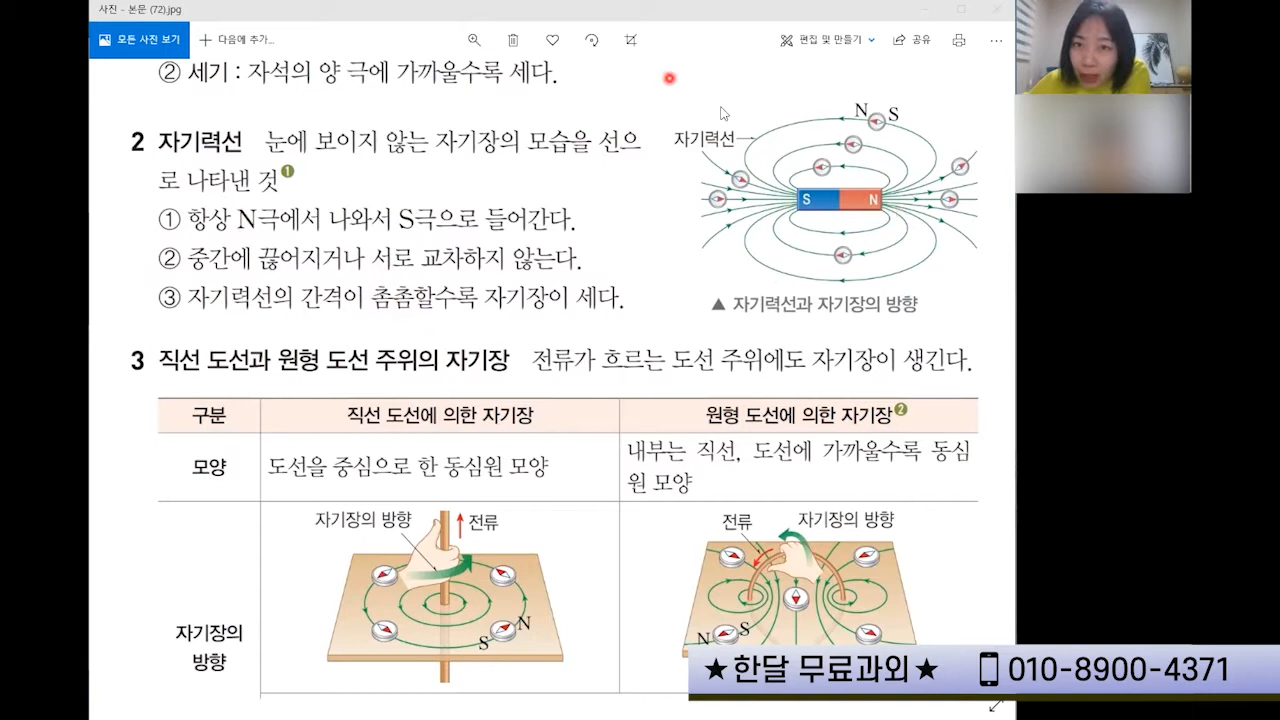 사진 - 본문 (72).jpg
모든 사진 보기
다음에 추가...
편집 및 만들기
공유
② 세기 : 자석의 양 극에 가까울수록 세다.
2 자기력선 눈에 보이지 않는 자기장의 모습을 선으
로 나타낸 것❶
① 항상 N극에서 나와서 S극으로 들어간다.
② 중간에 끊어지거나 서로 교차하지 않는다.
③ 자기력선의 간격이 촘촘할수록 자기장이 세다.
N S
자기력선
S N
▲ 자기력선과 자기장의 방향
3 직선 도선과 원형 도선 주위의 자기장 전류가 흐르는 도선 주위에도 자기장이 생긴다.
구분 직선 도선에 의한 자기장 원형 도선에 의한 자기장❷
모양 도선을 중심으로 한 동심원 모양
내부는 직선, 도선에 가까울수록 동심
원 모양
자기장의
방향
자기장의 방향 전류
S N
전류 자기장의 방향
N S
★한달 무료과외★ 010-8900-4371